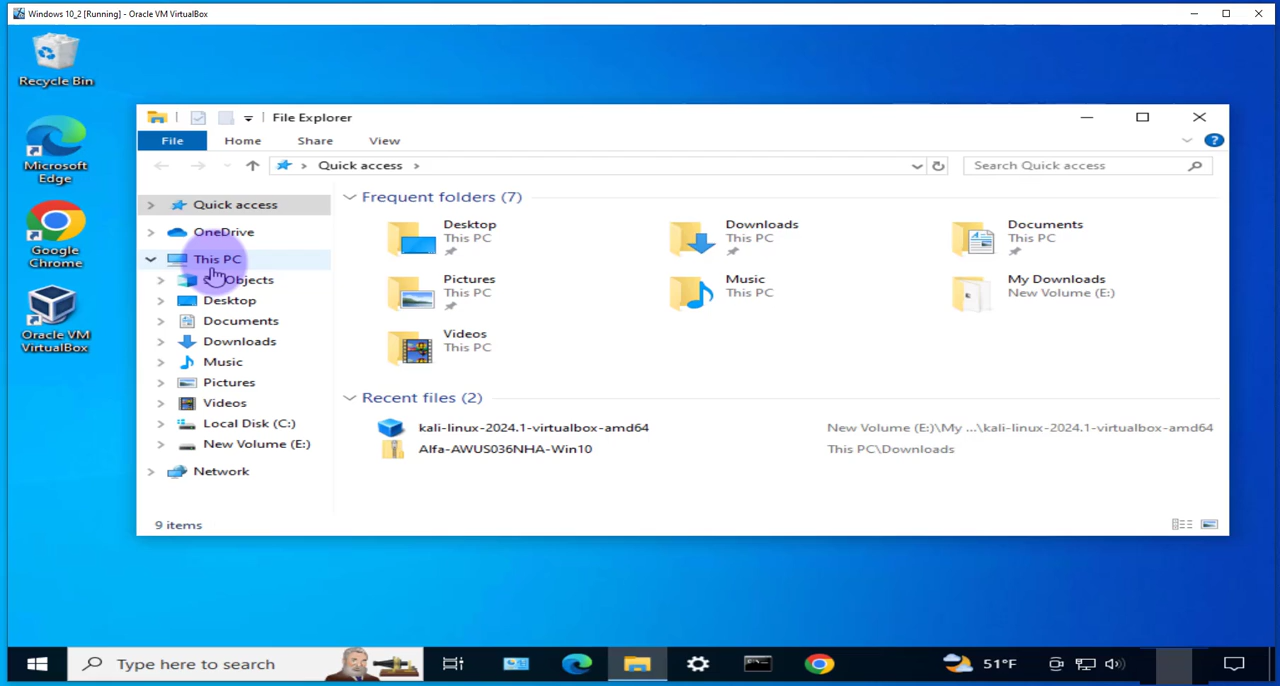 Windows 10_2 [Running] - Oracle VM VirtualBox
Recycle Bin
Microsoft
Edge
Google
Chrome
Oracle VM
VirtualBox
File Explorer
File
Home
Share
View
Quick access
Search Quick access
Quick access
OneDrive
This PC
Objects
Desktop
Documents
Downloads
Music
Pictures
Videos
Local Disk (C:)
New Volume (E:)
Network
Frequent folders (7)
Desktop
This PC
Downloads
This PC
Documents
This PC
Pictures
This PC
Music
This PC
My Downloads
New Volume (E:)
Videos
This PC
Recent files (2)
kali-linux-2024.1-virtualbox-amd64
New Volume (E:)\My ...\kali-linux-2024.1-virtualbox-amd64
Alfa-AWUS036NHA-Win10
This PC\Downloads
9 items
Type here to search
51°F